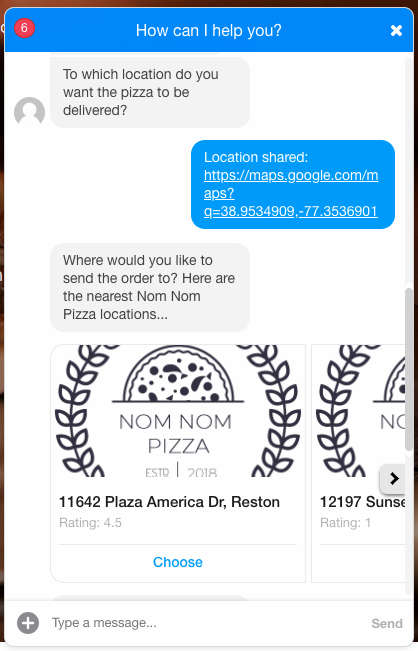 6
How can I help you?
To which location do you
want the pizza to be
delivered?
Location shared:
https://maps.google.com/m
aps?
q=38.9534909,-77.3536901
Where would you like to
send the order to? Here are
the nearest Nom Nom
Pizza locations...
NOM NOM
PIZZA
ESTD | 2018
11642 Plaza America Dr, Reston
Rating: 4.5
Choose
12197 Sunse
Rating: 1
Type a message...
Send